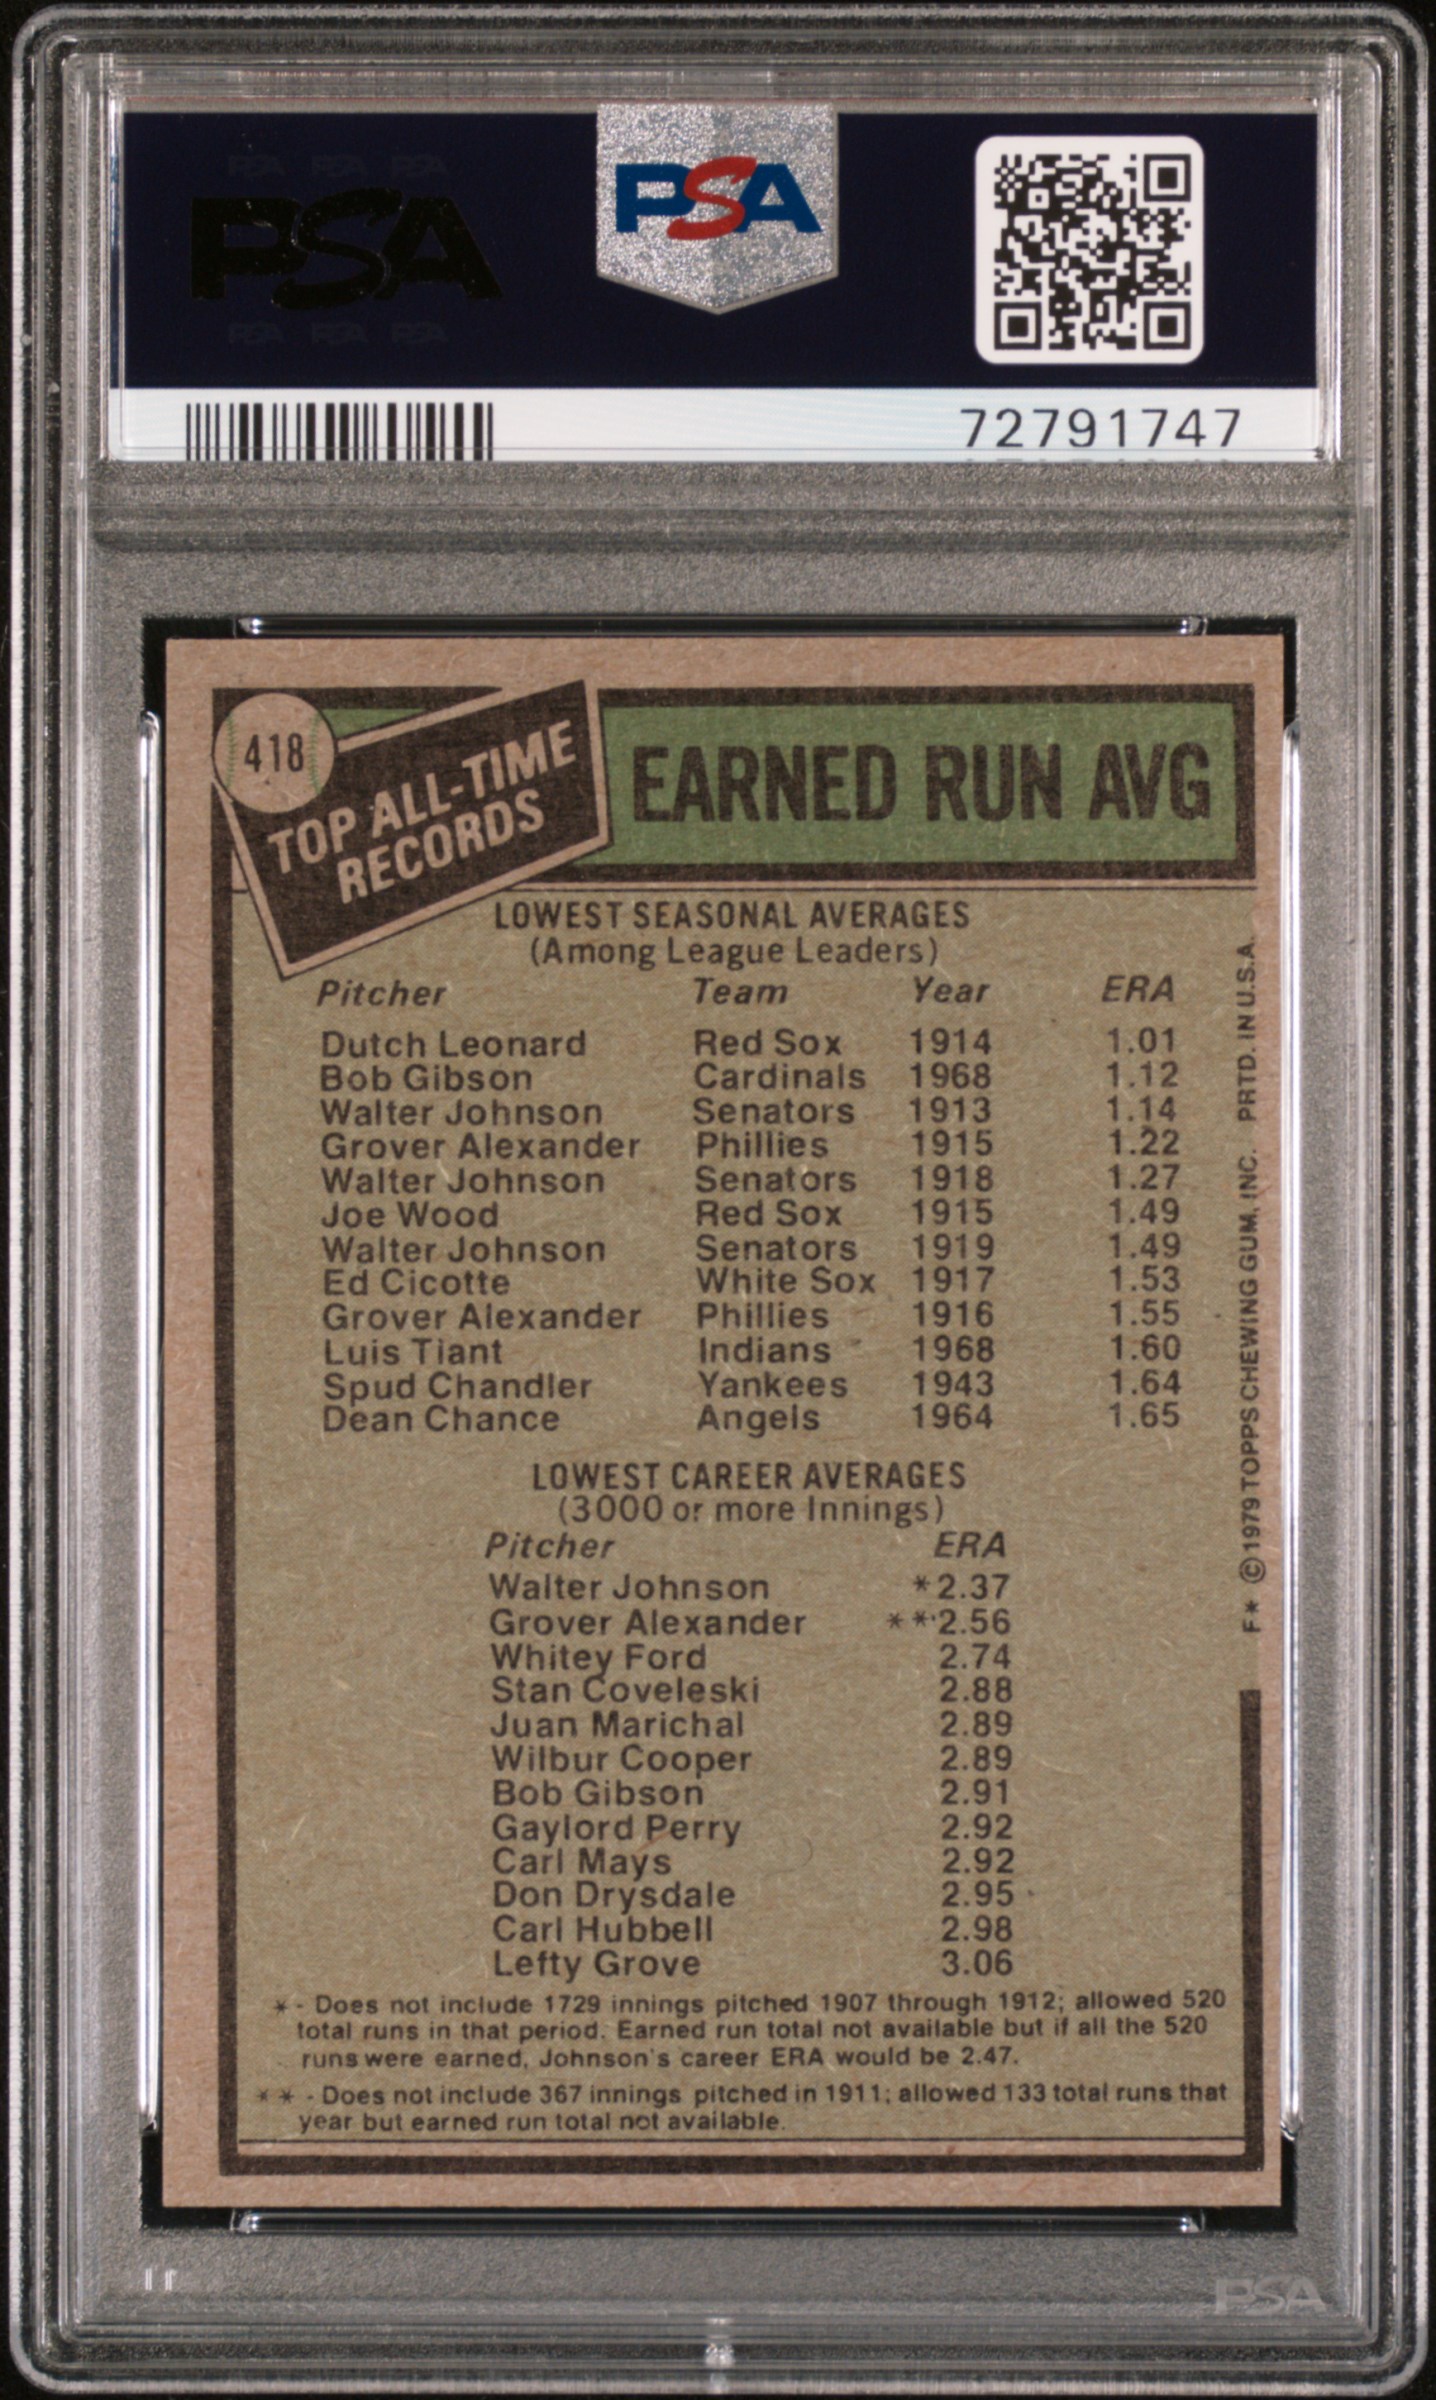 PSA PSA PSA
PSA
PSA PSA PSA
PSA
72791747
418
TOP ALL-TIME
RECORDS
EARNED RUN AVG
LOWEST SEASONAL AVERAGES
(Among League Leaders)
Pitcher Team Year ERA
Dutch Leonard Red Sox 1914 1.01
Bob Gibson Cardinals 1968 1.12
Walter Johnson Senators 1913 1.14
Grover Alexander Phillies 1915 1.22
Walter Johnson Senators 1918 1.27
Joe Wood Red Sox 1915 1.49
Walter Johnson Senators 1919 1.49
Ed Cicotte White Sox 1917 1.53
Grover Alexander Phillies 1916 1.55
Luis Tiant Indians 1968 1.60
Spud Chandler Yankees 1943 1.64
Dean Chance Angels 1964 1.65
LOWEST CAREER AVERAGES
(3000 or more Innings)
Pitcher ERA
Walter Johnson *2.37
Grover Alexander **2.56
Whitey Ford 2.74
Stan Coveleski 2.88
Juan Marichal 2.89
Wilbur Cooper 2.89
Bob Gibson 2.91
Gaylord Perry 2.92
Carl Mays 2.92
Don Drysdale 2.95
Carl Hubbell 2.98
Lefty Grove 3.06
* - Does not include 1729 innings pitched 1907 through 1912; allowed 520
total runs in that period. Earned run total not available but if all the 520
runs were earned, Johnson's career ERA would be 2.47.
* * - Does not include 367 innings pitched in 1911; allowed 133 total runs that
year but earned run total not available.
F* © 1979 TOPPS CHEWING GUM, INC. PRTD. IN U.S.A.
PSA